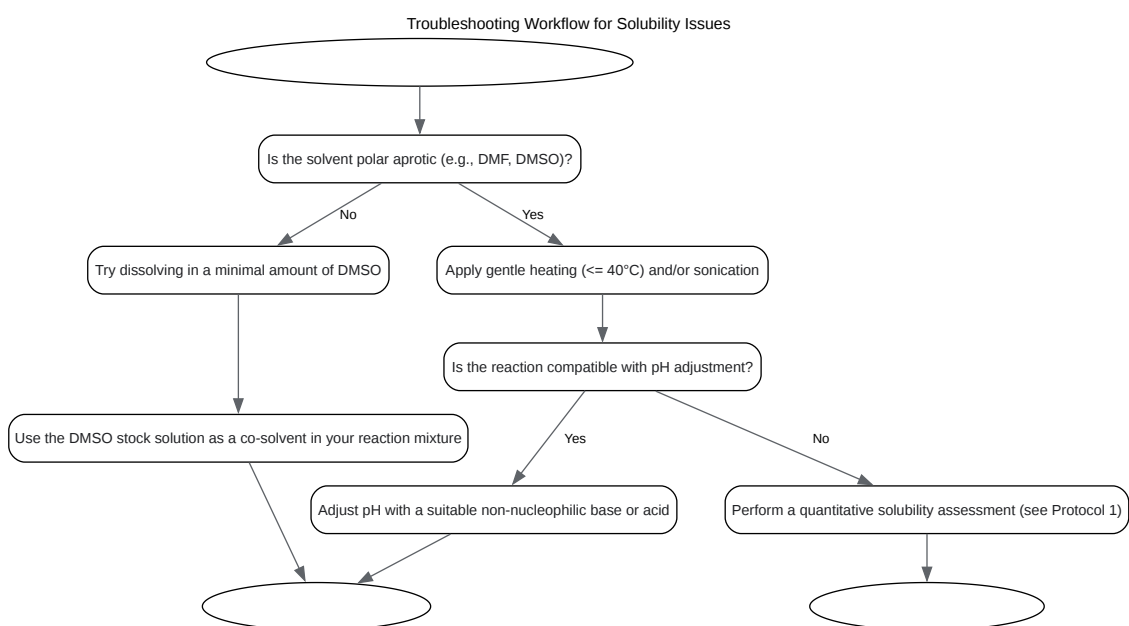 Troubleshooting Workflow for Solubility Issues
Is the solvent polar aprotic (e.g., DMF, DMSO)?
No
Yes
Try dissolving in a minimal amount of DMSO
Apply gentle heating (<= 40°C) and/or sonication
Is the reaction compatible with pH adjustment?
Use the DMSO stock solution as a co-solvent in your reaction mixture
Yes
No
Adjust pH with a suitable non-nucleophilic base or acid
Perform a quantitative solubility assessment (see Protocol 1)